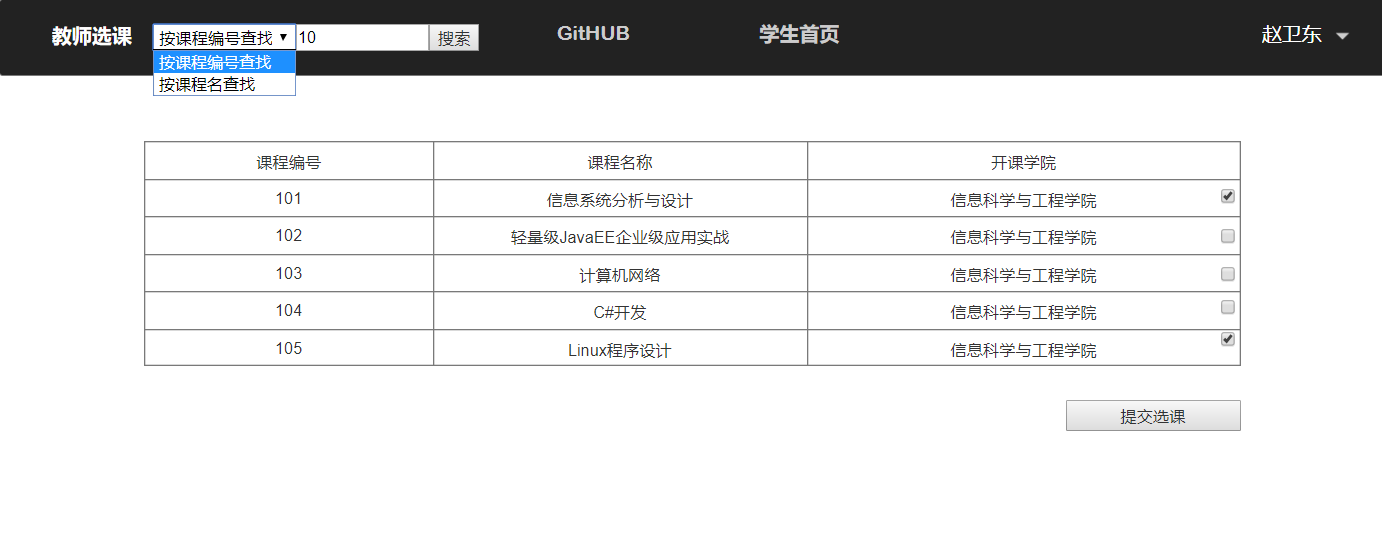 教师选课 按课程编号查找 10 搜索 GitHUB 学生首页 赵卫东
按课程编号查找
按课程名查找
课程编号 课程名称 开课学院
101 信息系统分析与设计 信息科学与工程学院
102 轻量级JavaEE企业级应用实战 信息科学与工程学院
103 计算机网络 信息科学与工程学院
104 C#开发 信息科学与工程学院
105 Linux程序设计 信息科学与工程学院
提交选课